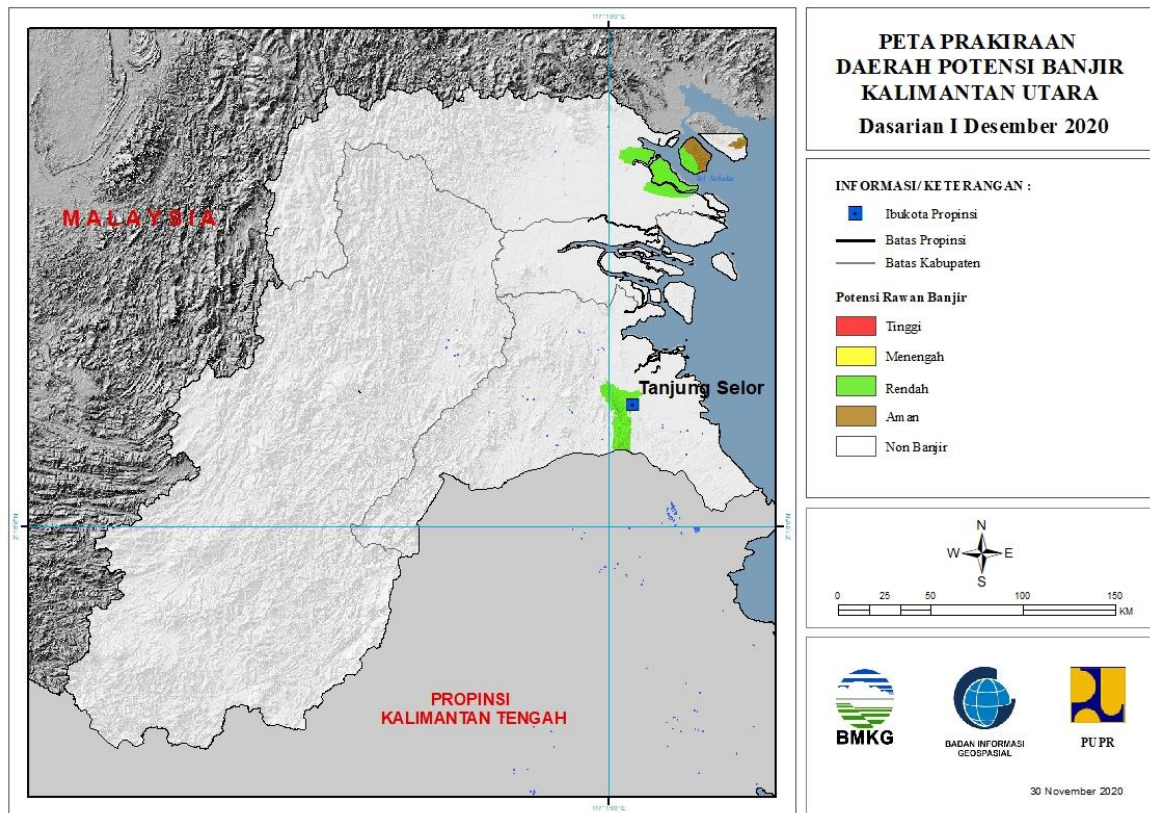 PETA PRAKIRAAN
DAERAH POTENSI BANJIR
KALIMANTAN UTARA
Dasarian I Desember 2020
INFORMASI/ KETERANGAN :
Ibukota Propinsi
Batas Propinsi
Batas Kabupaten
Potensi Rawan Banjir
Tinggi
Menengah
Rendah
Aman
Non Banjir
N
W E
S
0 25 50 100 150
KM
BMKG
BADAN INFORMASI
GEOSPASIAL
PUPR
30 November 2020
MALAYSIA
Tanjung Selor
PROPINSI
KALIMANTAN TENGAH